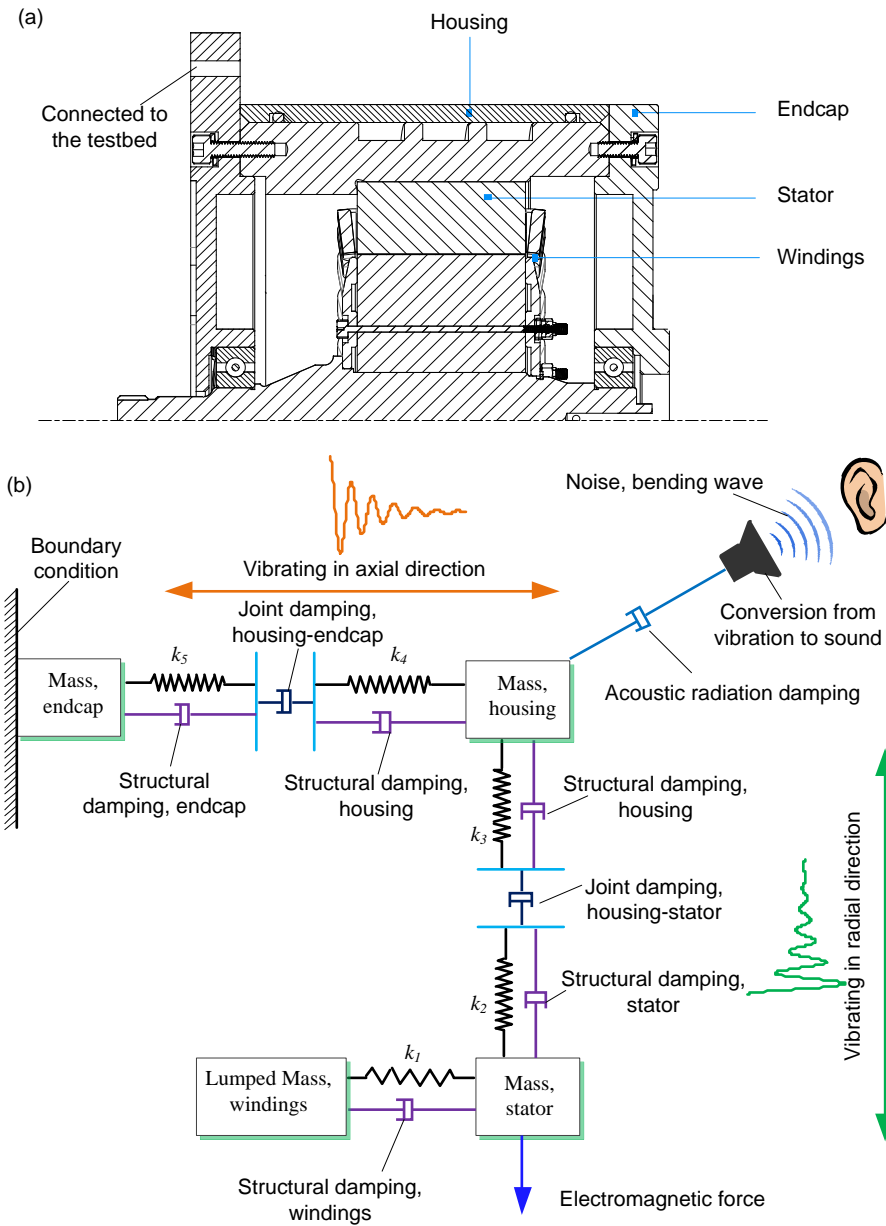 (a)
Housing
Connected to
the testbed
Endcap
Stator
Windings
(b)
Noise, bending wave
Boundary
condition
Vibrating in axial direction
Joint damping,
housing-endcap
Conversion from
vibration to sound
k5
k4
Mass,
endcap
Mass,
housing
Acoustic radiation damping
Structural
damping, endcap
Structural damping,
housing
Structural damping,
housing
k3
Joint damping,
housing-stator
Vibrating in radial direction
Structural damping,
stator
k2
k1
Lumped Mass,
windings
Mass,
stator
Structural damping,
windings
Electromagnetic force